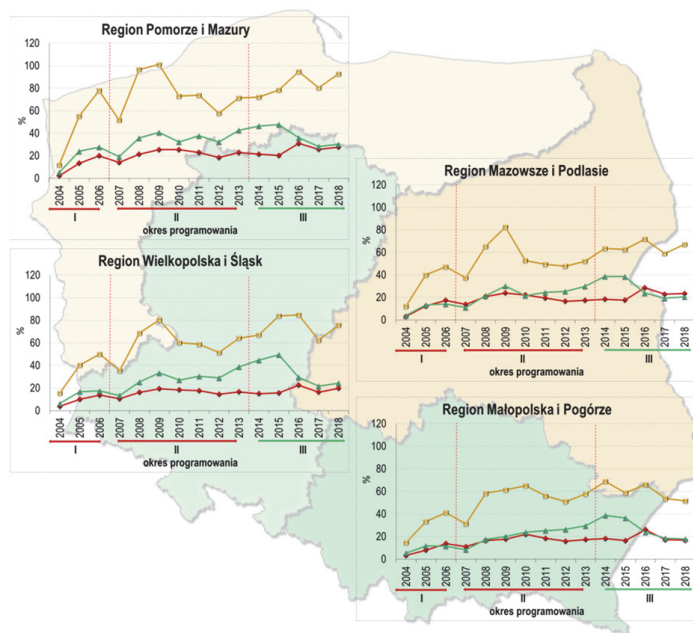 Region Pomorze i Mazury
120
100
80
60
40
20
0
%
2004 2005 2006 2007 2008 2009 2010 2011 2012 2013 2014 2015 2016 2017 2018
I II III
okres programowania
Region Mazowsze i Podlasie
120
100
80
60
40
20
0
%
2004 2005 2006 2007 2008 2009 2010 2011 2012 2013 2014 2015 2016 2017 2018
I II III
okres programowania
Region Wielkopolska i Śląsk
120
100
80
60
40
20
0
%
2004 2005 2006 2007 2008 2009 2010 2011 2012 2013 2014 2015 2016 2017 2018
I II III
okres programowania
Region Małopolska i Pogórze
120
100
80
60
40
20
0
%
2004 2005 2006 2007 2008 2009 2010 2011 2012 2013 2014 2015 2016 2017 2018
I II III
okres programowania